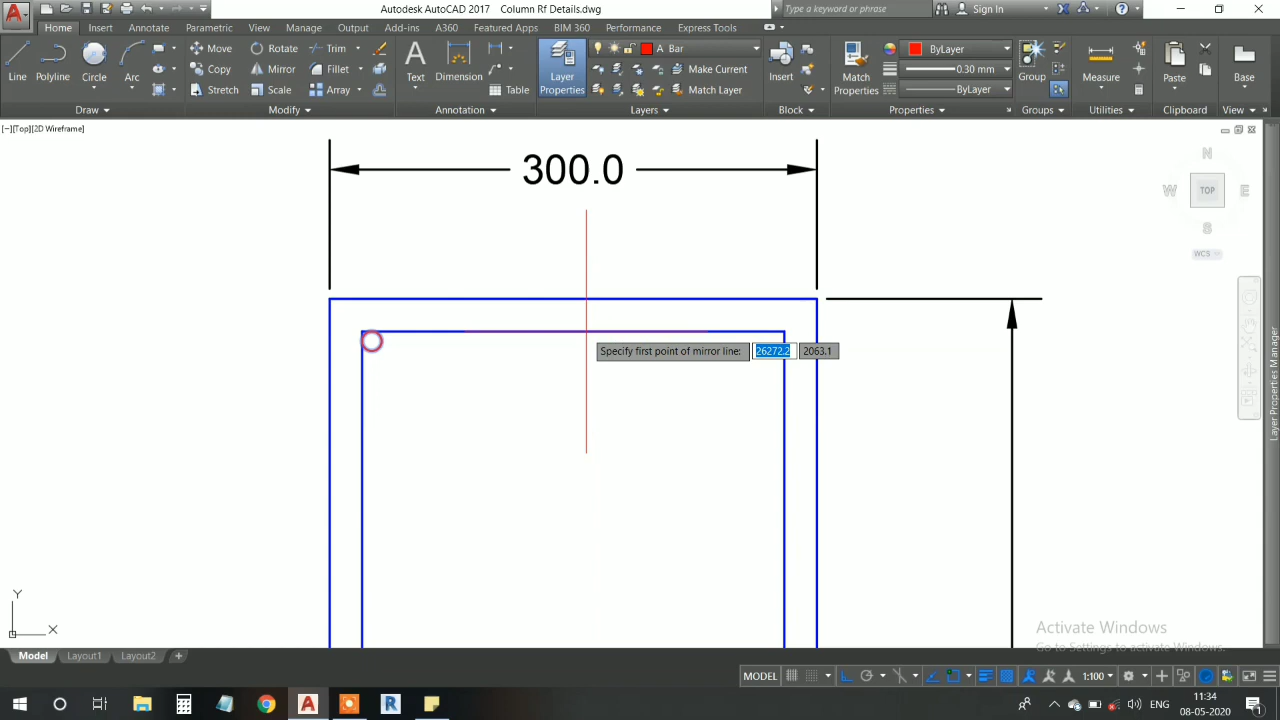 Autodesk AutoCAD 2017   Column Rf Details.dwg
Type a keyword or phrase
Sign In
Home Insert Annotate Parametric View Manage Output Add-ins A360 Featured Apps BIM 360 Performance Express Tools
Line Polyline Circle Arc
Move Rotate Trim
Copy Mirror Fillet
Stretch Scale Array
Text Dimension
Table
Layer Properties
A Bar
Make Current
Match Layer
Insert
Match Properties
ByLayer
0.30 mm
ByLayer
Group
Measure
Paste
Base
Draw Modify Annotation Layers Block Properties Groups Utilities Clipboard View
[−][Top][2D Wireframe]
300.0
N
W TOP E
S
WCS
Specify first point of mirror line: 26272.2 2063.1
Layer Properties Manager
Y
X
Activate Windows
Go to Settings to activate Windows.
Model Layout1 Layout2 +
MODEL
1:100
ENG
11:34
08-05-2020
1